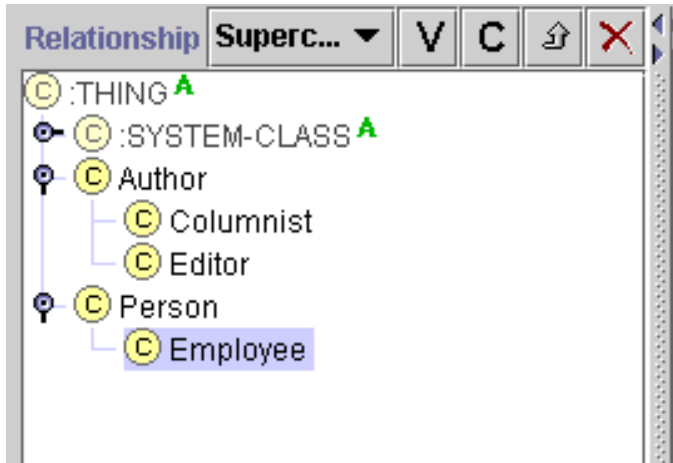 Relationship Superc... V C
C :THING A
C :SYSTEM-CLASS A
C Author
C Columnist
C Editor
C Person
C Employee